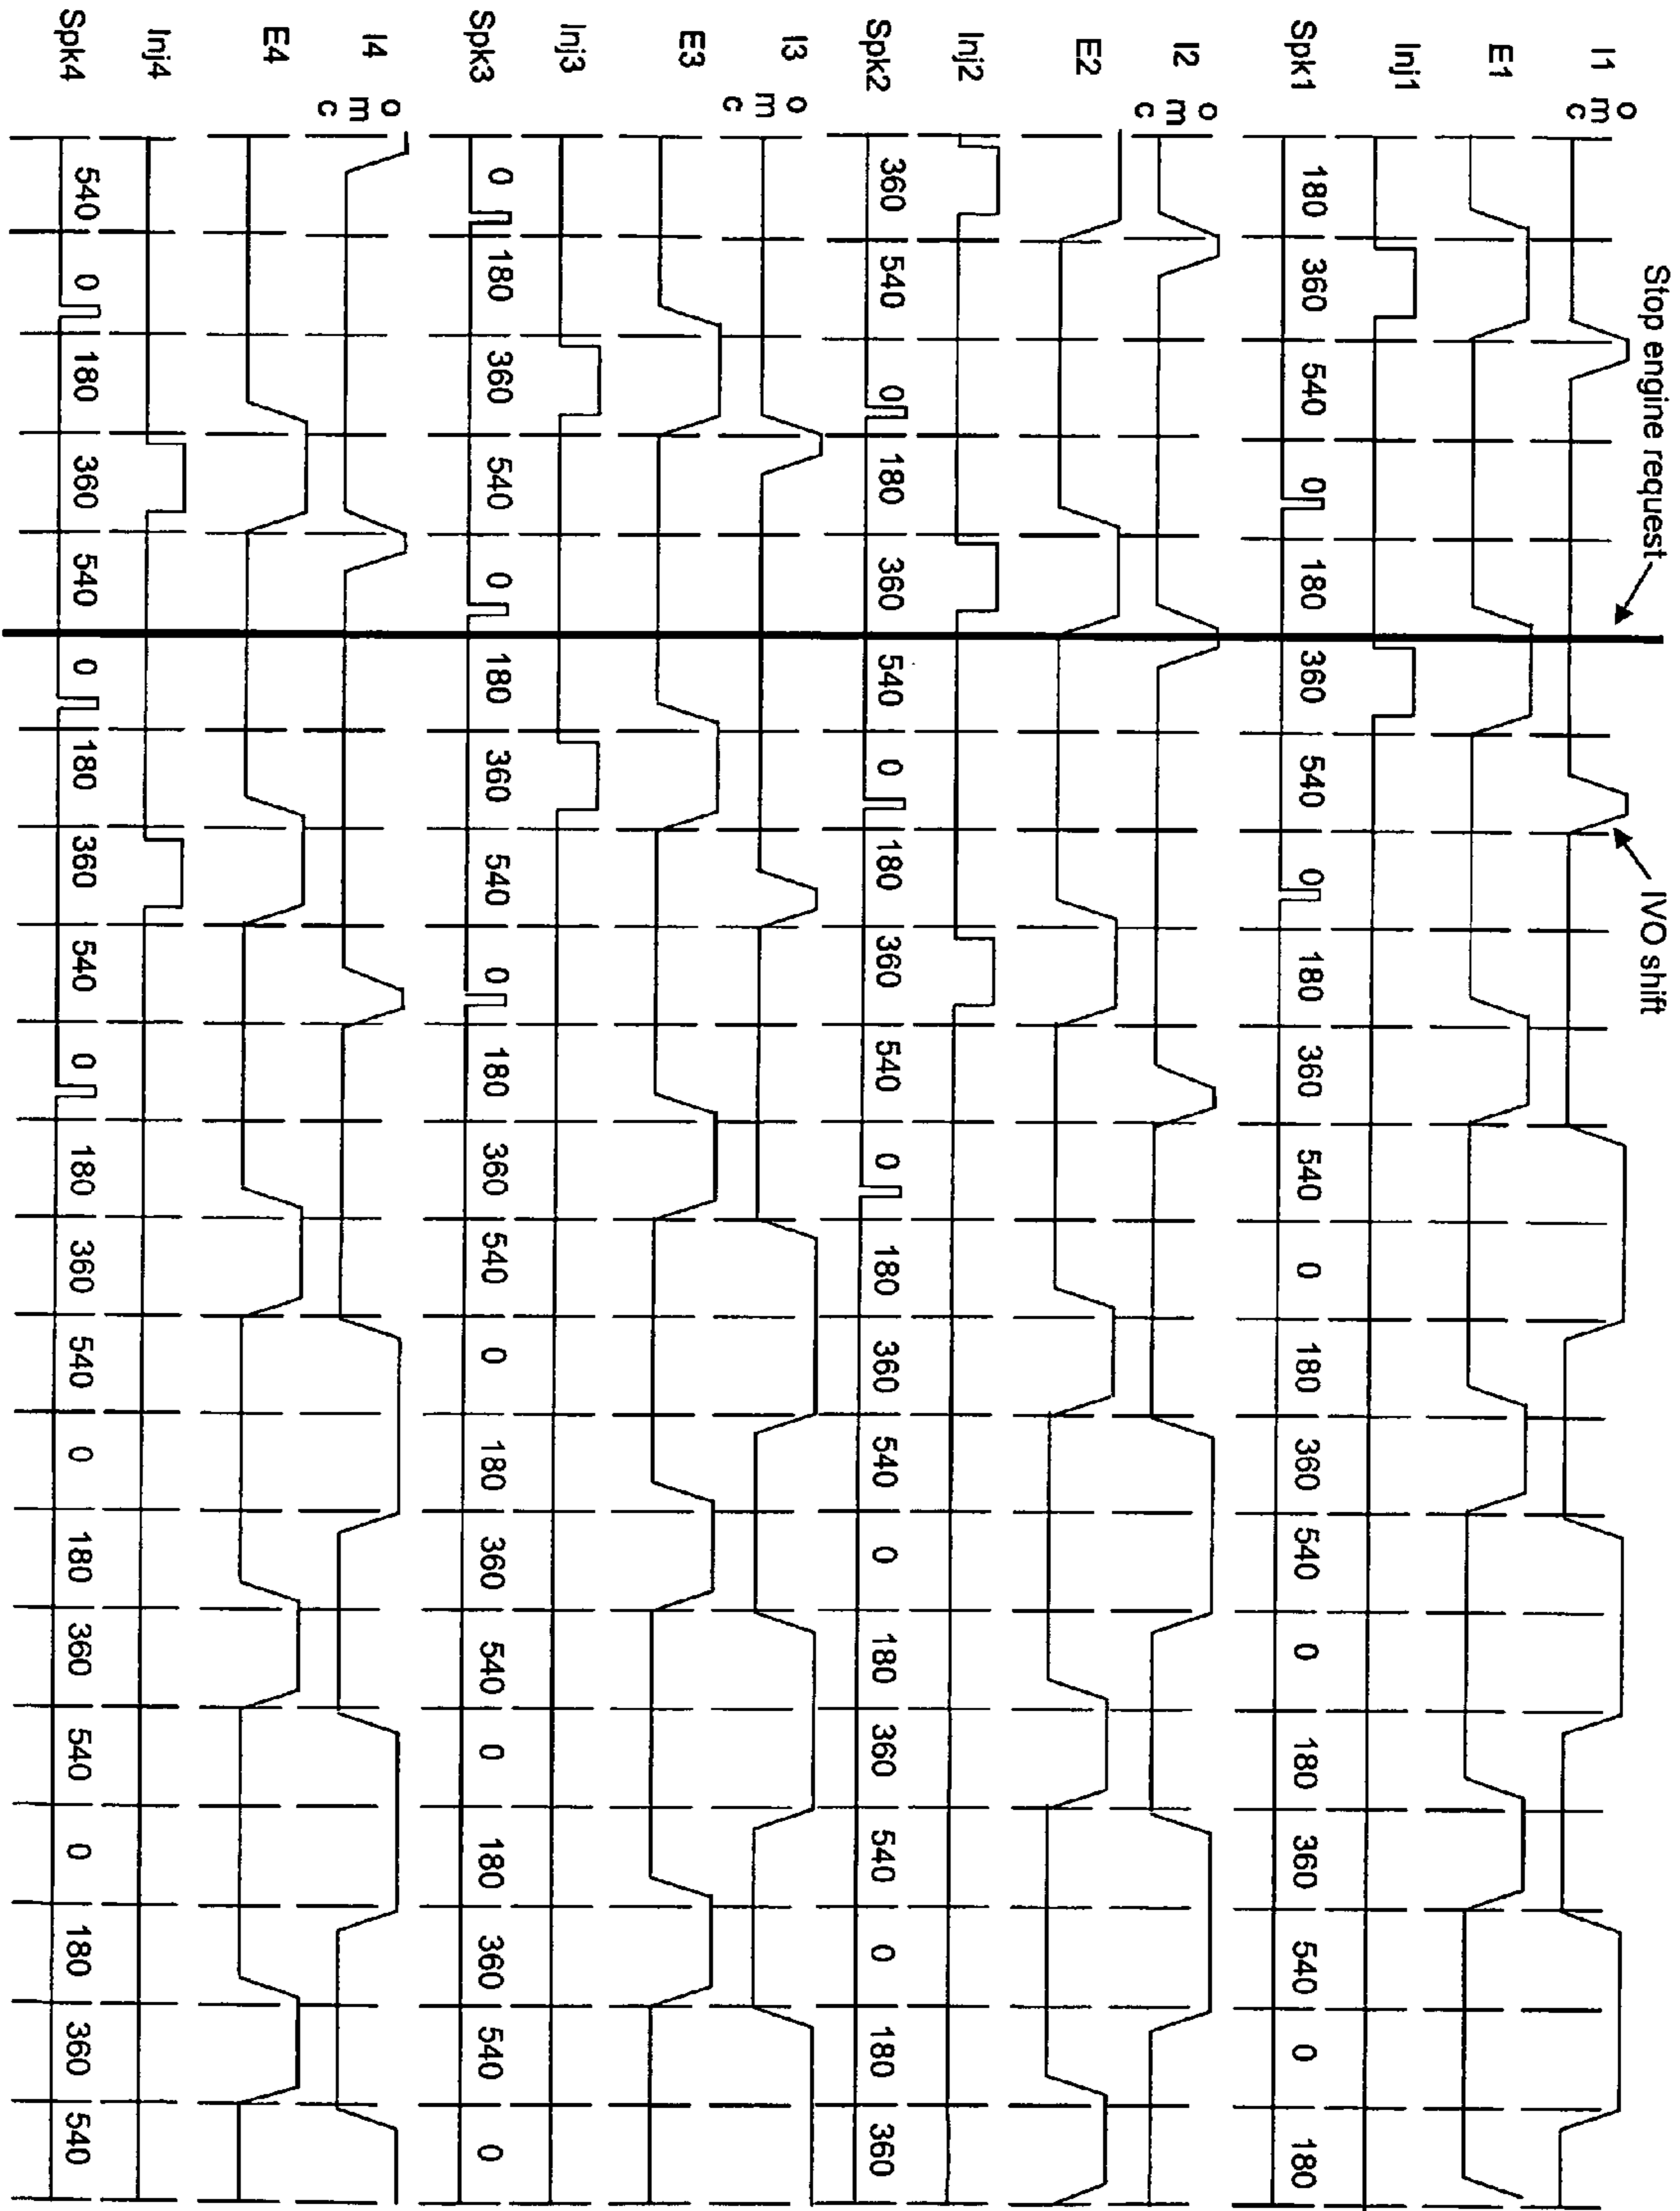 Stop engine request
IVO shift
I1
o
m
c
E1
Inj1
180 360 540 0 180 360 540 0 180 360 540 0 180 360 540 0 180 360 540 0 180
Spk1
I2
o
m
c
E2
Inj2
360 540 0 180 360 540 0 180 360 540 0 180 360 540 0 180 360 540 0 180 360
Spk2
I3
o
m
c
E3
Inj3
0 180 360 540 0 180 360 540 0 180 360 540 0 180 360 540 0 180 360 540 0
Spk3
I4
o
m
c
E4
Inj4
540 0 180 360 540 0 180 360 540 0 180 360 540 0 180 360 540 0 180 360 540
Spk4